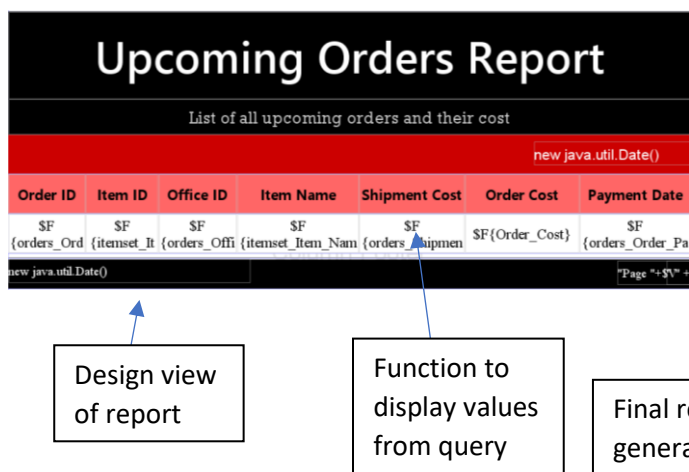 Upcoming Orders Report
List of all upcoming orders and their cost
new java.util.Date()
Order ID Item ID Office ID Item Name Shipment Cost Order Cost Payment Date
$F $F $F $F $F $F{Order_Cost} $F
{orders_Ord {itemset_It {orders_Offi {itemset_Item_Nam {orders_Shipmen {orders_Order_Pa
new java.util.Date() "Page "+$V" +
Design view
of report
Function to
display values
from query
Final re
genera